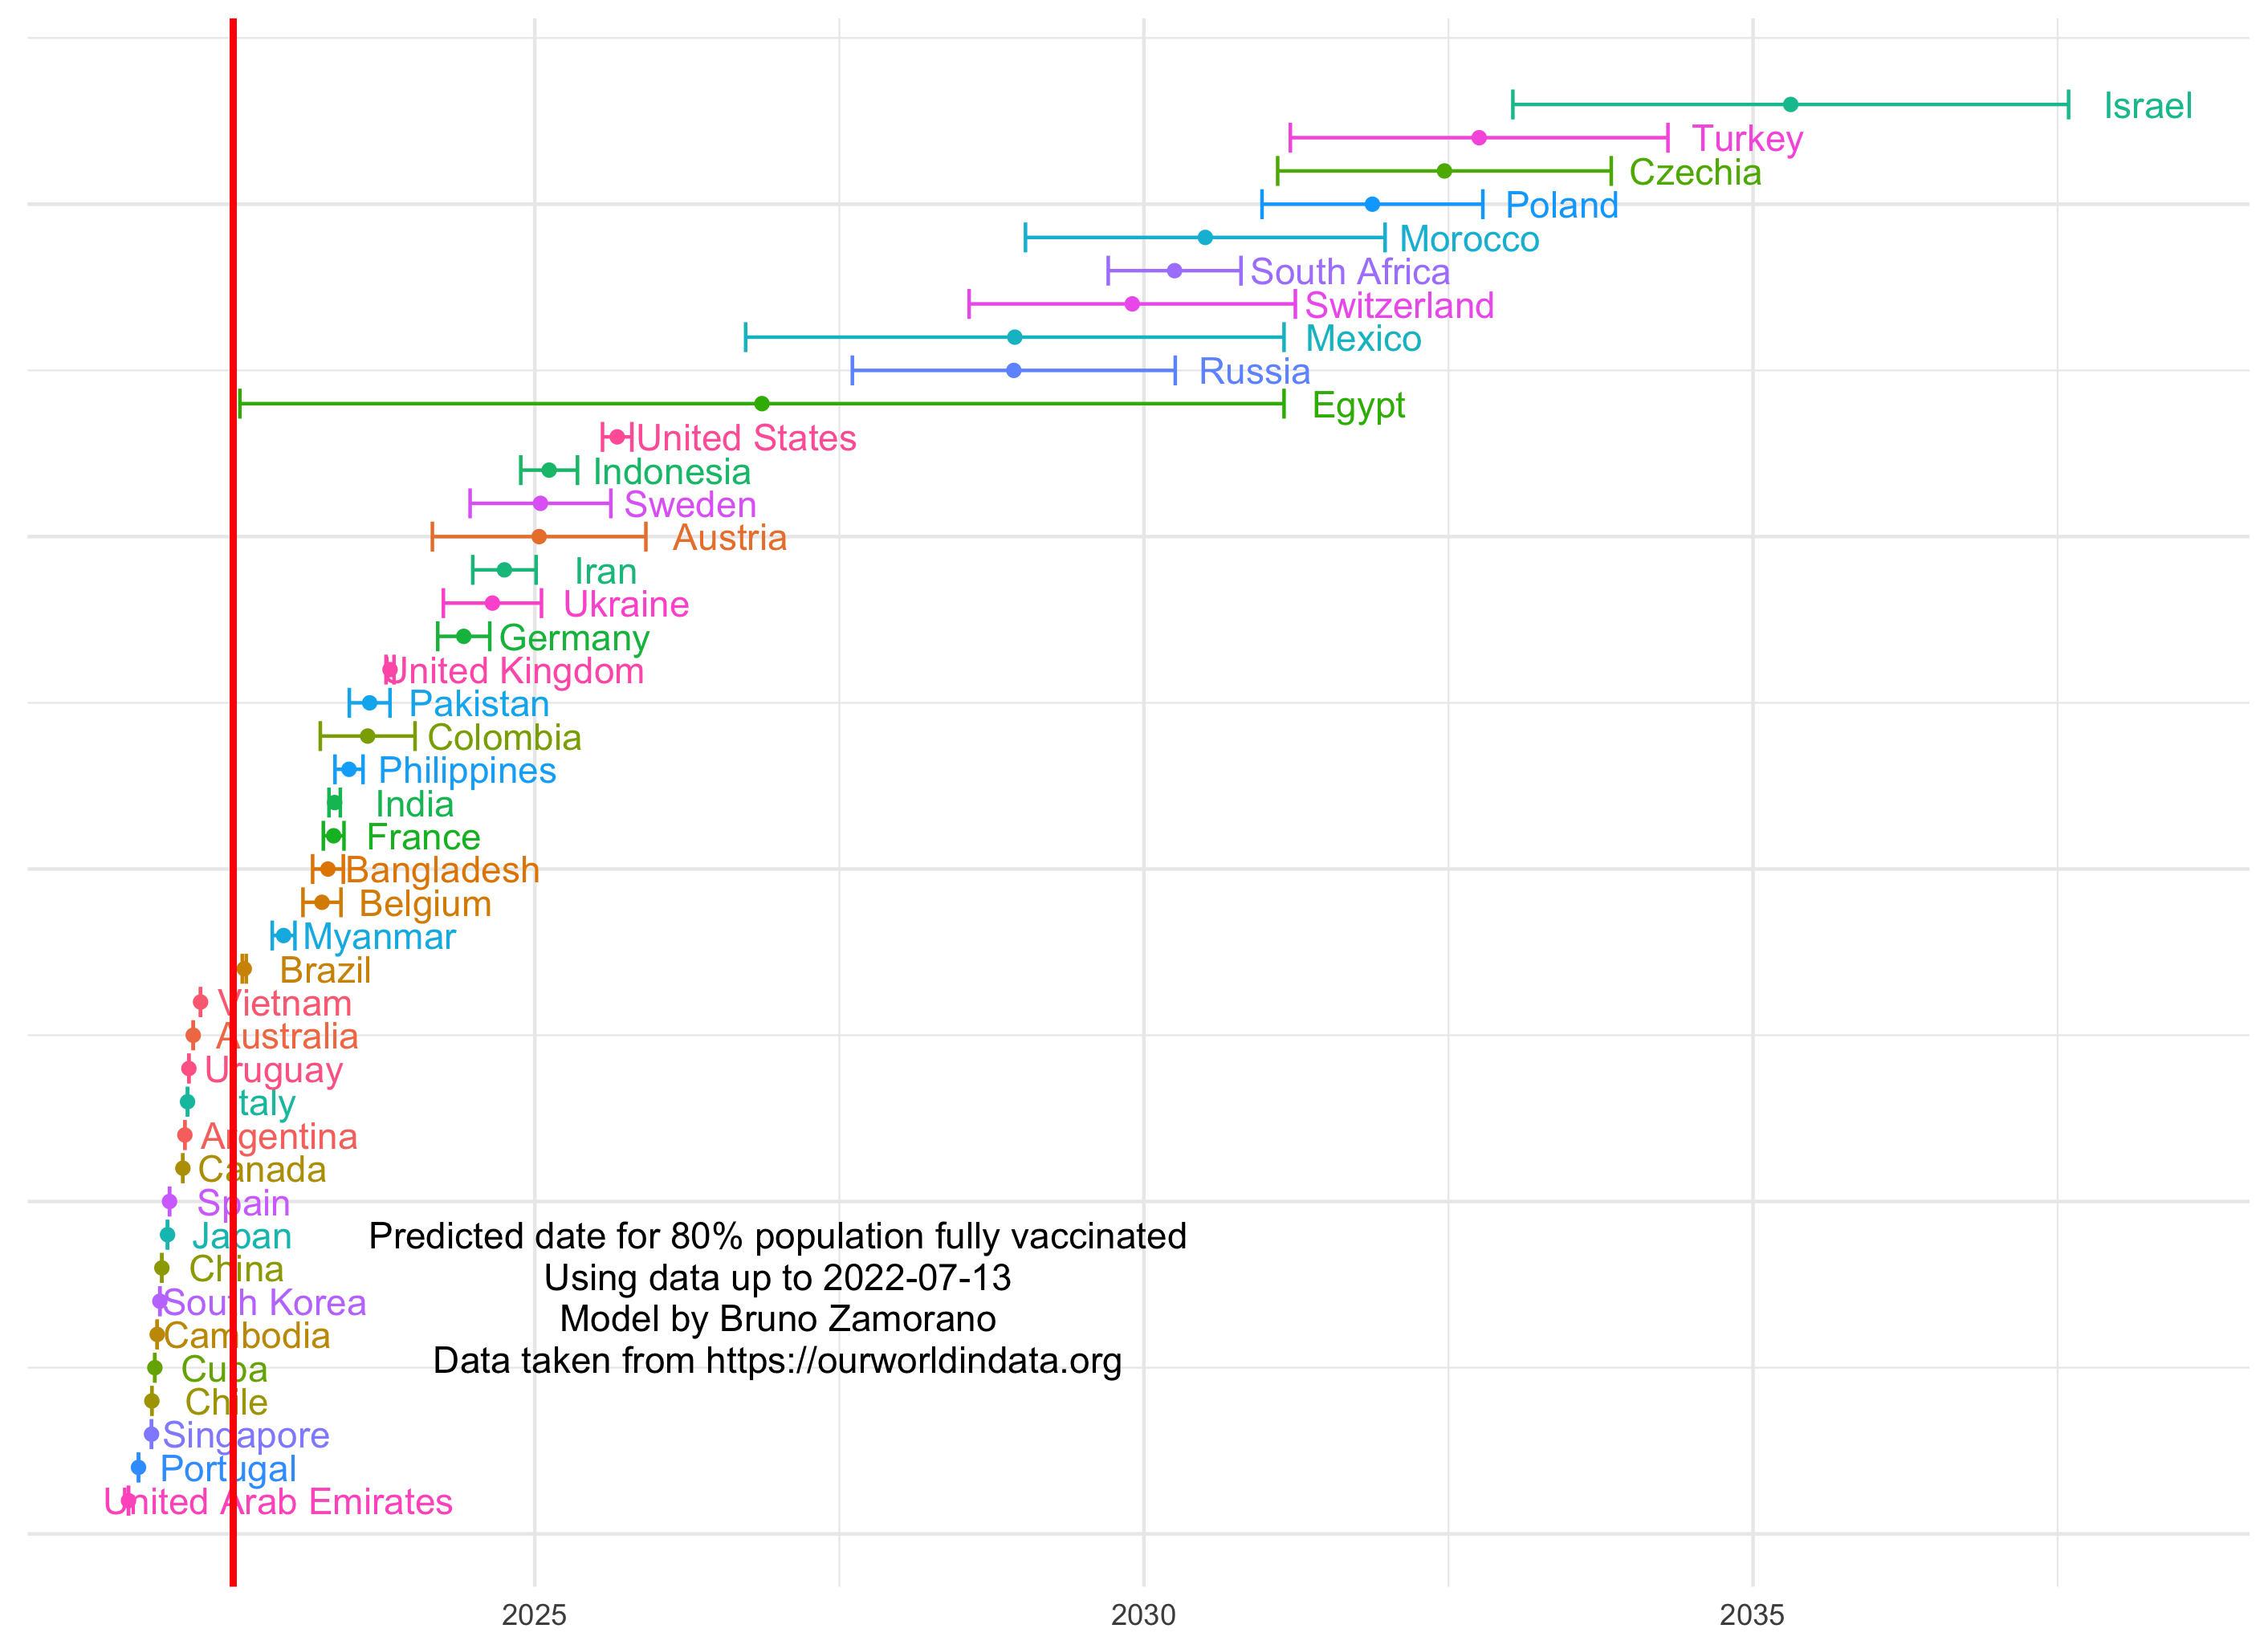 Israel
Turkey
Czechia
Poland
Morocco
South Africa
Switzerland
Mexico
Russia
Egypt
United States
Indonesia
Sweden
Austria
Iran
Ukraine
Germany
United Kingdom
Pakistan
Colombia
Philippines
India
France
Bangladesh
Belgium
Myanmar
Brazil
Vietnam
Australia
Uruguay
Italy
Argentina
Canada
Spain
Japan
China
South Korea
Cambodia
Cuba
Chile
Singapore
Portugal
United Arab Emirates
Predicted date for 80% population fully vaccinated
Using data up to 2022-07-13
Model by Bruno Zamorano
Data taken from https://ourworldindata.org
2025
2030
2035